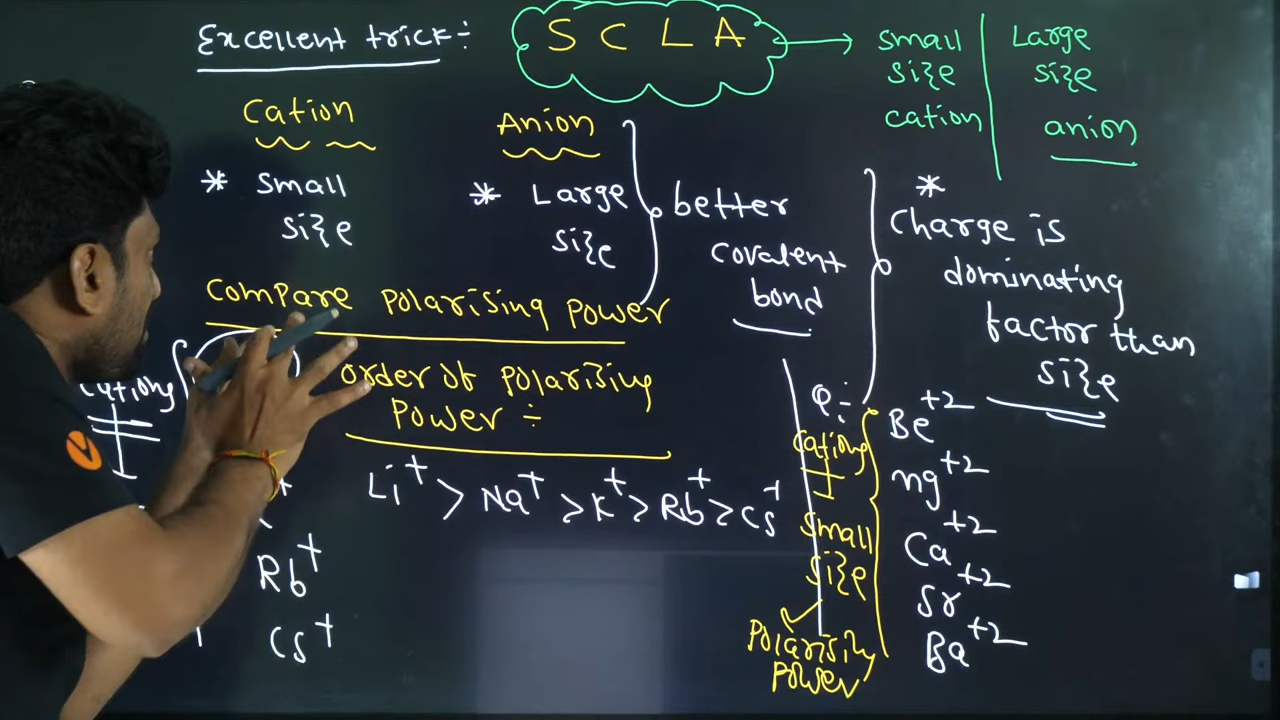 Excellent trick:
S C L A
small size cation
Large size anion
Cation
* Small size
Anion
* Large size
better covalent bond
*
Charge is
dominating
factor than
size
Compare polarising power
Cations
order of polarising
Power ÷
Li+ > Na+ > K+ > Rb+ > Cs+
Rb+
Cs+
Q:-
Cations
Small
size
Polarising
Power
Be+2
mg+2
Ca+2
Sr+2
Ba+2